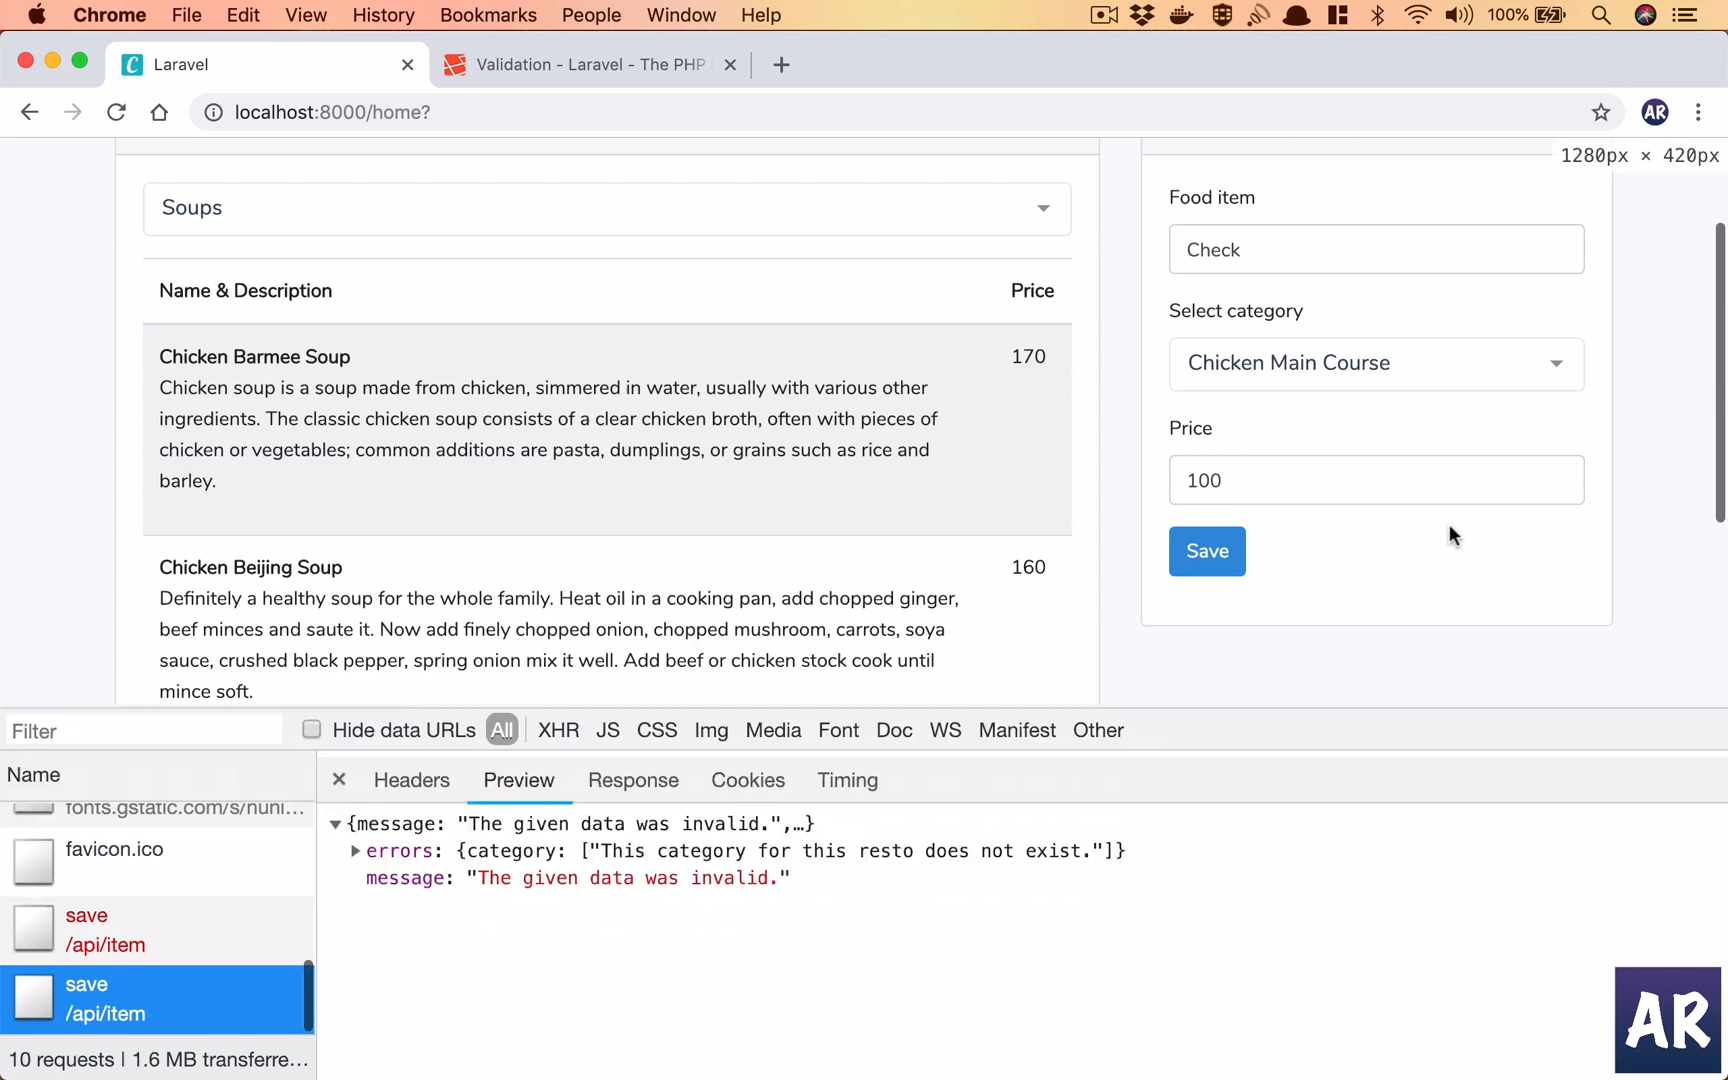 Chrome File Edit View History Bookmarks People Window Help 100%
Laravel
Validation - Laravel - The PHP
localhost:8000/home?
AR
1280px × 420px
Soups
Name & Description Price
Chicken Barmee Soup 170
Chicken soup is a soup made from chicken, simmered in water, usually with various other
ingredients. The classic chicken soup consists of a clear chicken broth, often with pieces of
chicken or vegetables; common additions are pasta, dumplings, or grains such as rice and
barley.
Chicken Beijing Soup 160
Definitely a healthy soup for the whole family. Heat oil in a cooking pan, add chopped ginger,
beef minces and saute it. Now add finely chopped onion, chopped mushroom, carrots, soya
sauce, crushed black pepper, spring onion mix it well. Add beef or chicken stock cook until
mince soft.
Food item
Check
Select category
Chicken Main Course
Price
100
Save
Filter
Hide data URLs All XHR JS CSS Img Media Font Doc WS Manifest Other
Name
Headers Preview Response Cookies Timing
fonts.gstatic.com/s/nuni…
favicon.ico
save
/api/item
save
/api/item
10 requests | 1.6 MB transferre…
{message: "The given data was invalid.",…}
errors: {category: ["This category for this resto does not exist."]}
message: "The given data was invalid."
AR